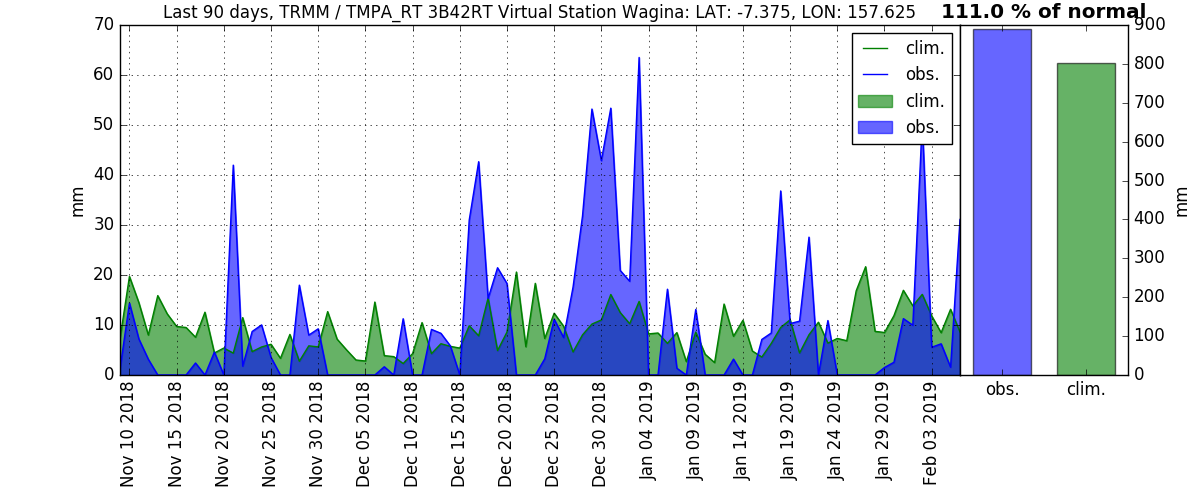 Last 90 days, TRMM / TMPA_RT 3B42RT Virtual Station Wagina: LAT: -7.375, LON: 157.625
111.0 % of normal
70
60
50
40
30
20
10
0
mm
clim.
obs.
clim.
obs.
900
800
700
600
500
400
300
200
100
0
mm
Nov 10 2018
Nov 15 2018
Nov 20 2018
Nov 25 2018
Nov 30 2018
Dec 05 2018
Dec 10 2018
Dec 15 2018
Dec 20 2018
Dec 25 2018
Dec 30 2018
Jan 04 2019
Jan 09 2019
Jan 14 2019
Jan 19 2019
Jan 24 2019
Jan 29 2019
Feb 03 2019
obs.
clim.